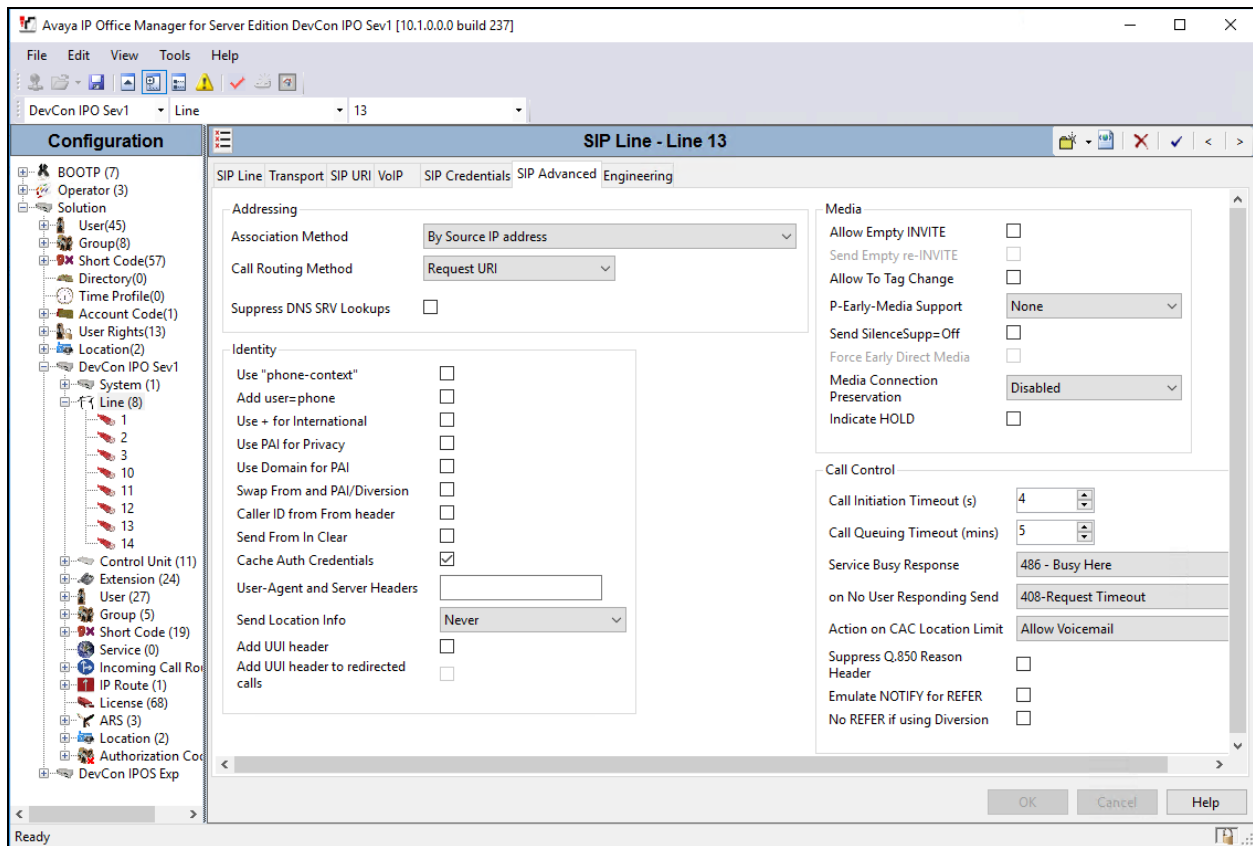 Avaya IP Office Manager for Server Edition DevCon IPO Sev1 [10.1.0.0.0 build 237]
File Edit View Tools Help
DevCon IPO Sev1 Line 13
Configuration
BOOTP (7)
Operator (3)
Solution
User(45)
Group(8)
Short Code(57)
Directory(0)
Time Profile(0)
Account Code(1)
User Rights(13)
Location(2)
DevCon IPO Sev1
System (1)
Line (8)
1
2
3
10
11
12
13
14
Control Unit (11)
Extension (24)
User (27)
Group (5)
Short Code (19)
Service (0)
Incoming Call Rou
IP Route (1)
License (68)
ARS (3)
Location (2)
Authorization Coo
DevCon IPOS Exp
SIP Line - Line 13
SIP Line Transport SIP URI VoIP SIP Credentials SIP Advanced Engineering
Addressing
Association Method By Source IP address
Call Routing Method Request URI
Suppress DNS SRV Lookups
Identity
Use "phone-context"
Add user=phone
Use + for International
Use PAI for Privacy
Use Domain for PAI
Swap From and PAI/Diversion
Caller ID from From header
Send From In Clear
Cache Auth Credentials
User-Agent and Server Headers
Send Location Info Never
Add UUI header
Add UUI header to redirected
calls
Media
Allow Empty INVITE
Send Empty re-INVITE
Allow To Tag Change
P-Early-Media Support None
Send SilenceSupp=Off
Force Early Direct Media
Media Connection
Preservation Disabled
Indicate HOLD
Call Control
Call Initiation Timeout (s) 4
Call Queuing Timeout (mins) 5
Service Busy Response 486 - Busy Here
on No User Responding Send 408-Request Timeout
Action on CAC Location Limit Allow Voicemail
Suppress Q.850 Reason
Header
Emulate NOTIFY for REFER
No REFER if using Diversion
OK Cancel Help
Ready